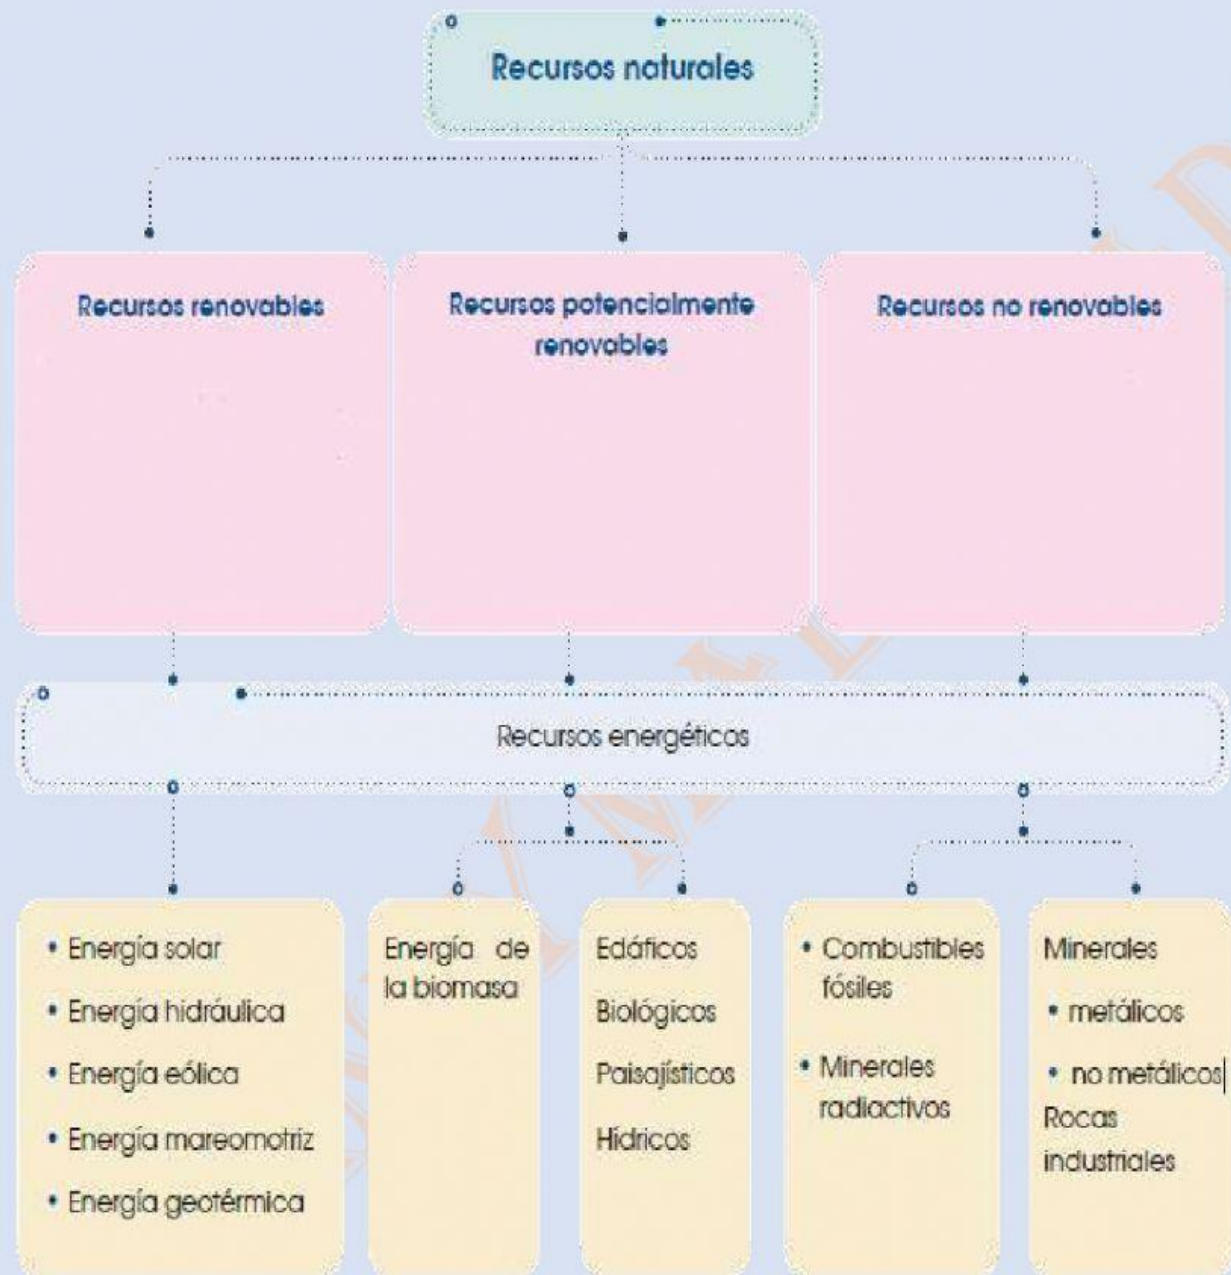 Recursos naturales
Recursos renovables
Recursos potencialmente
renovables
Recursos no renovables
Recursos energéticos
• Energía solar
• Energía hidráulica
• Energía eólica
• Energía mareomotriz
• Energía geotérmica
Energía de
la biomasa
Edáficos
Biológicos
Paisajísticos
Hídricos
• Combustibles
fósiles
• Minerales
radiactivos
Minerales
• metálicos
• no metálicos
Rocas
industriales